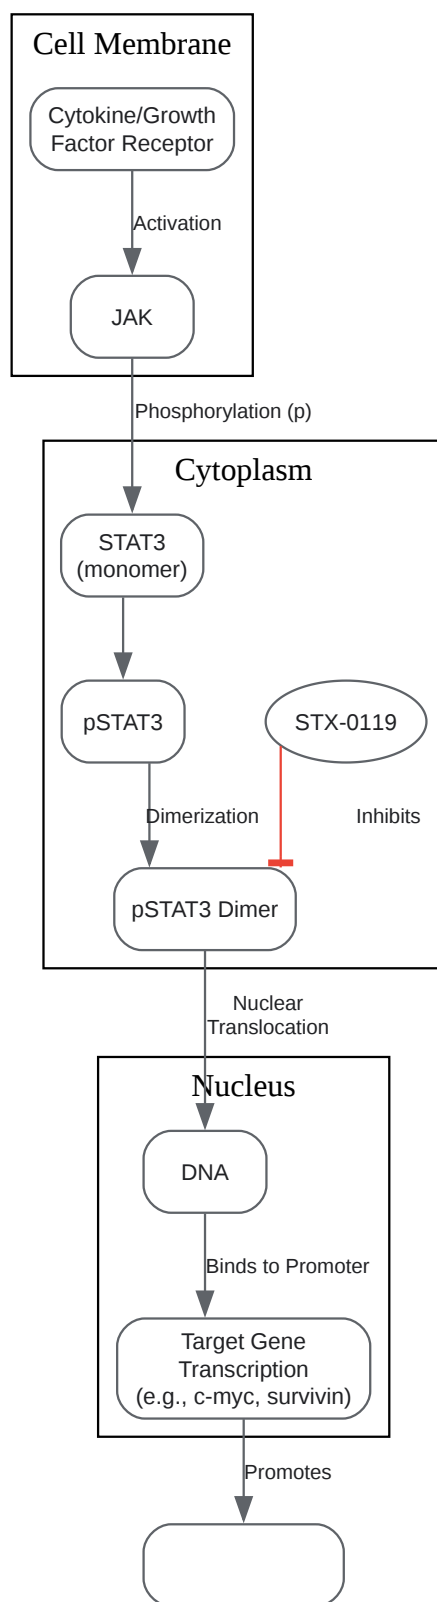 Cell Membrane
Cytokine/Growth
Factor Receptor
Activation
JAK
Phosphorylation (p)
Cytoplasm
STAT3
(monomer)
pSTAT3
STX-0119
Dimerization
Inhibits
pSTAT3 Dimer
Nuclear
Translocation
Nucleus
DNA
Binds to Promoter
Target Gene
Transcription
(e.g., c-myc, survivin)
Promotes